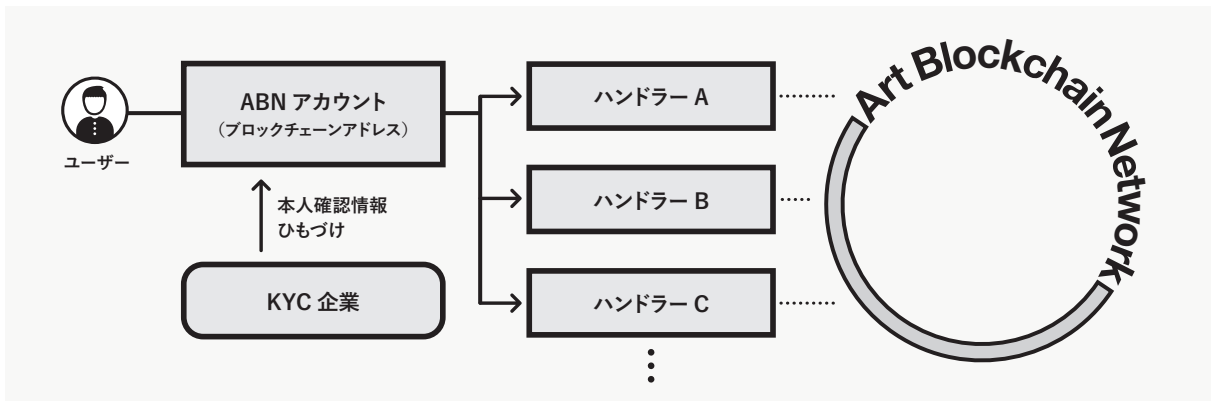 ユーザー
ABN アカウント
（ブロックチェーンアドレス）
本人確認情報
ひもづけ
KYC 企業
ハンドラー A
ハンドラー B
ハンドラー C
Art Blockchain Network